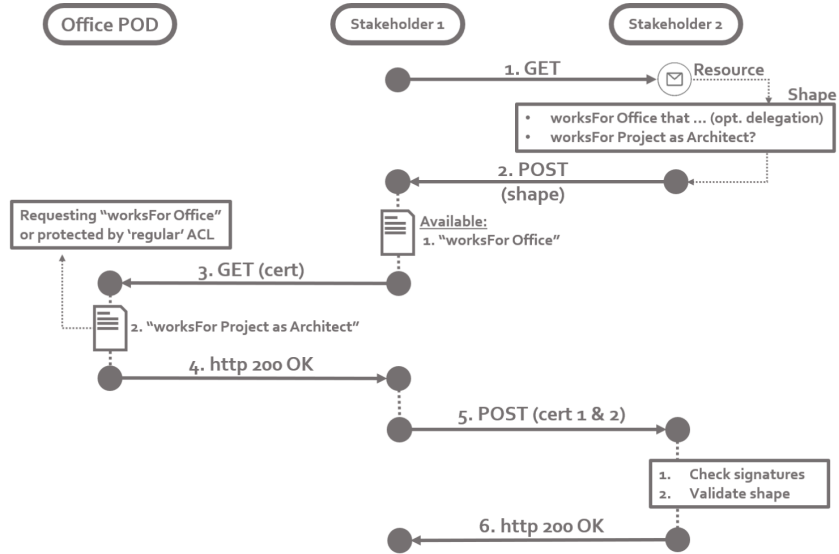 Office POD
Stakeholder 1
Stakeholder 2
1. GET
Resource
Shape
• worksFor Office that ... (opt. delegation)
• worksFor Project as Architect?
2. POST
(shape)
Requesting “worksFor Office”
or protected by ‘regular’ ACL
Available:
1. “worksFor Office”
3. GET (cert)
2. “worksFor Project as Architect”
4. http 200 OK
5. POST (cert 1 & 2)
1. Check signatures
2. Validate shape
6. http 200 OK